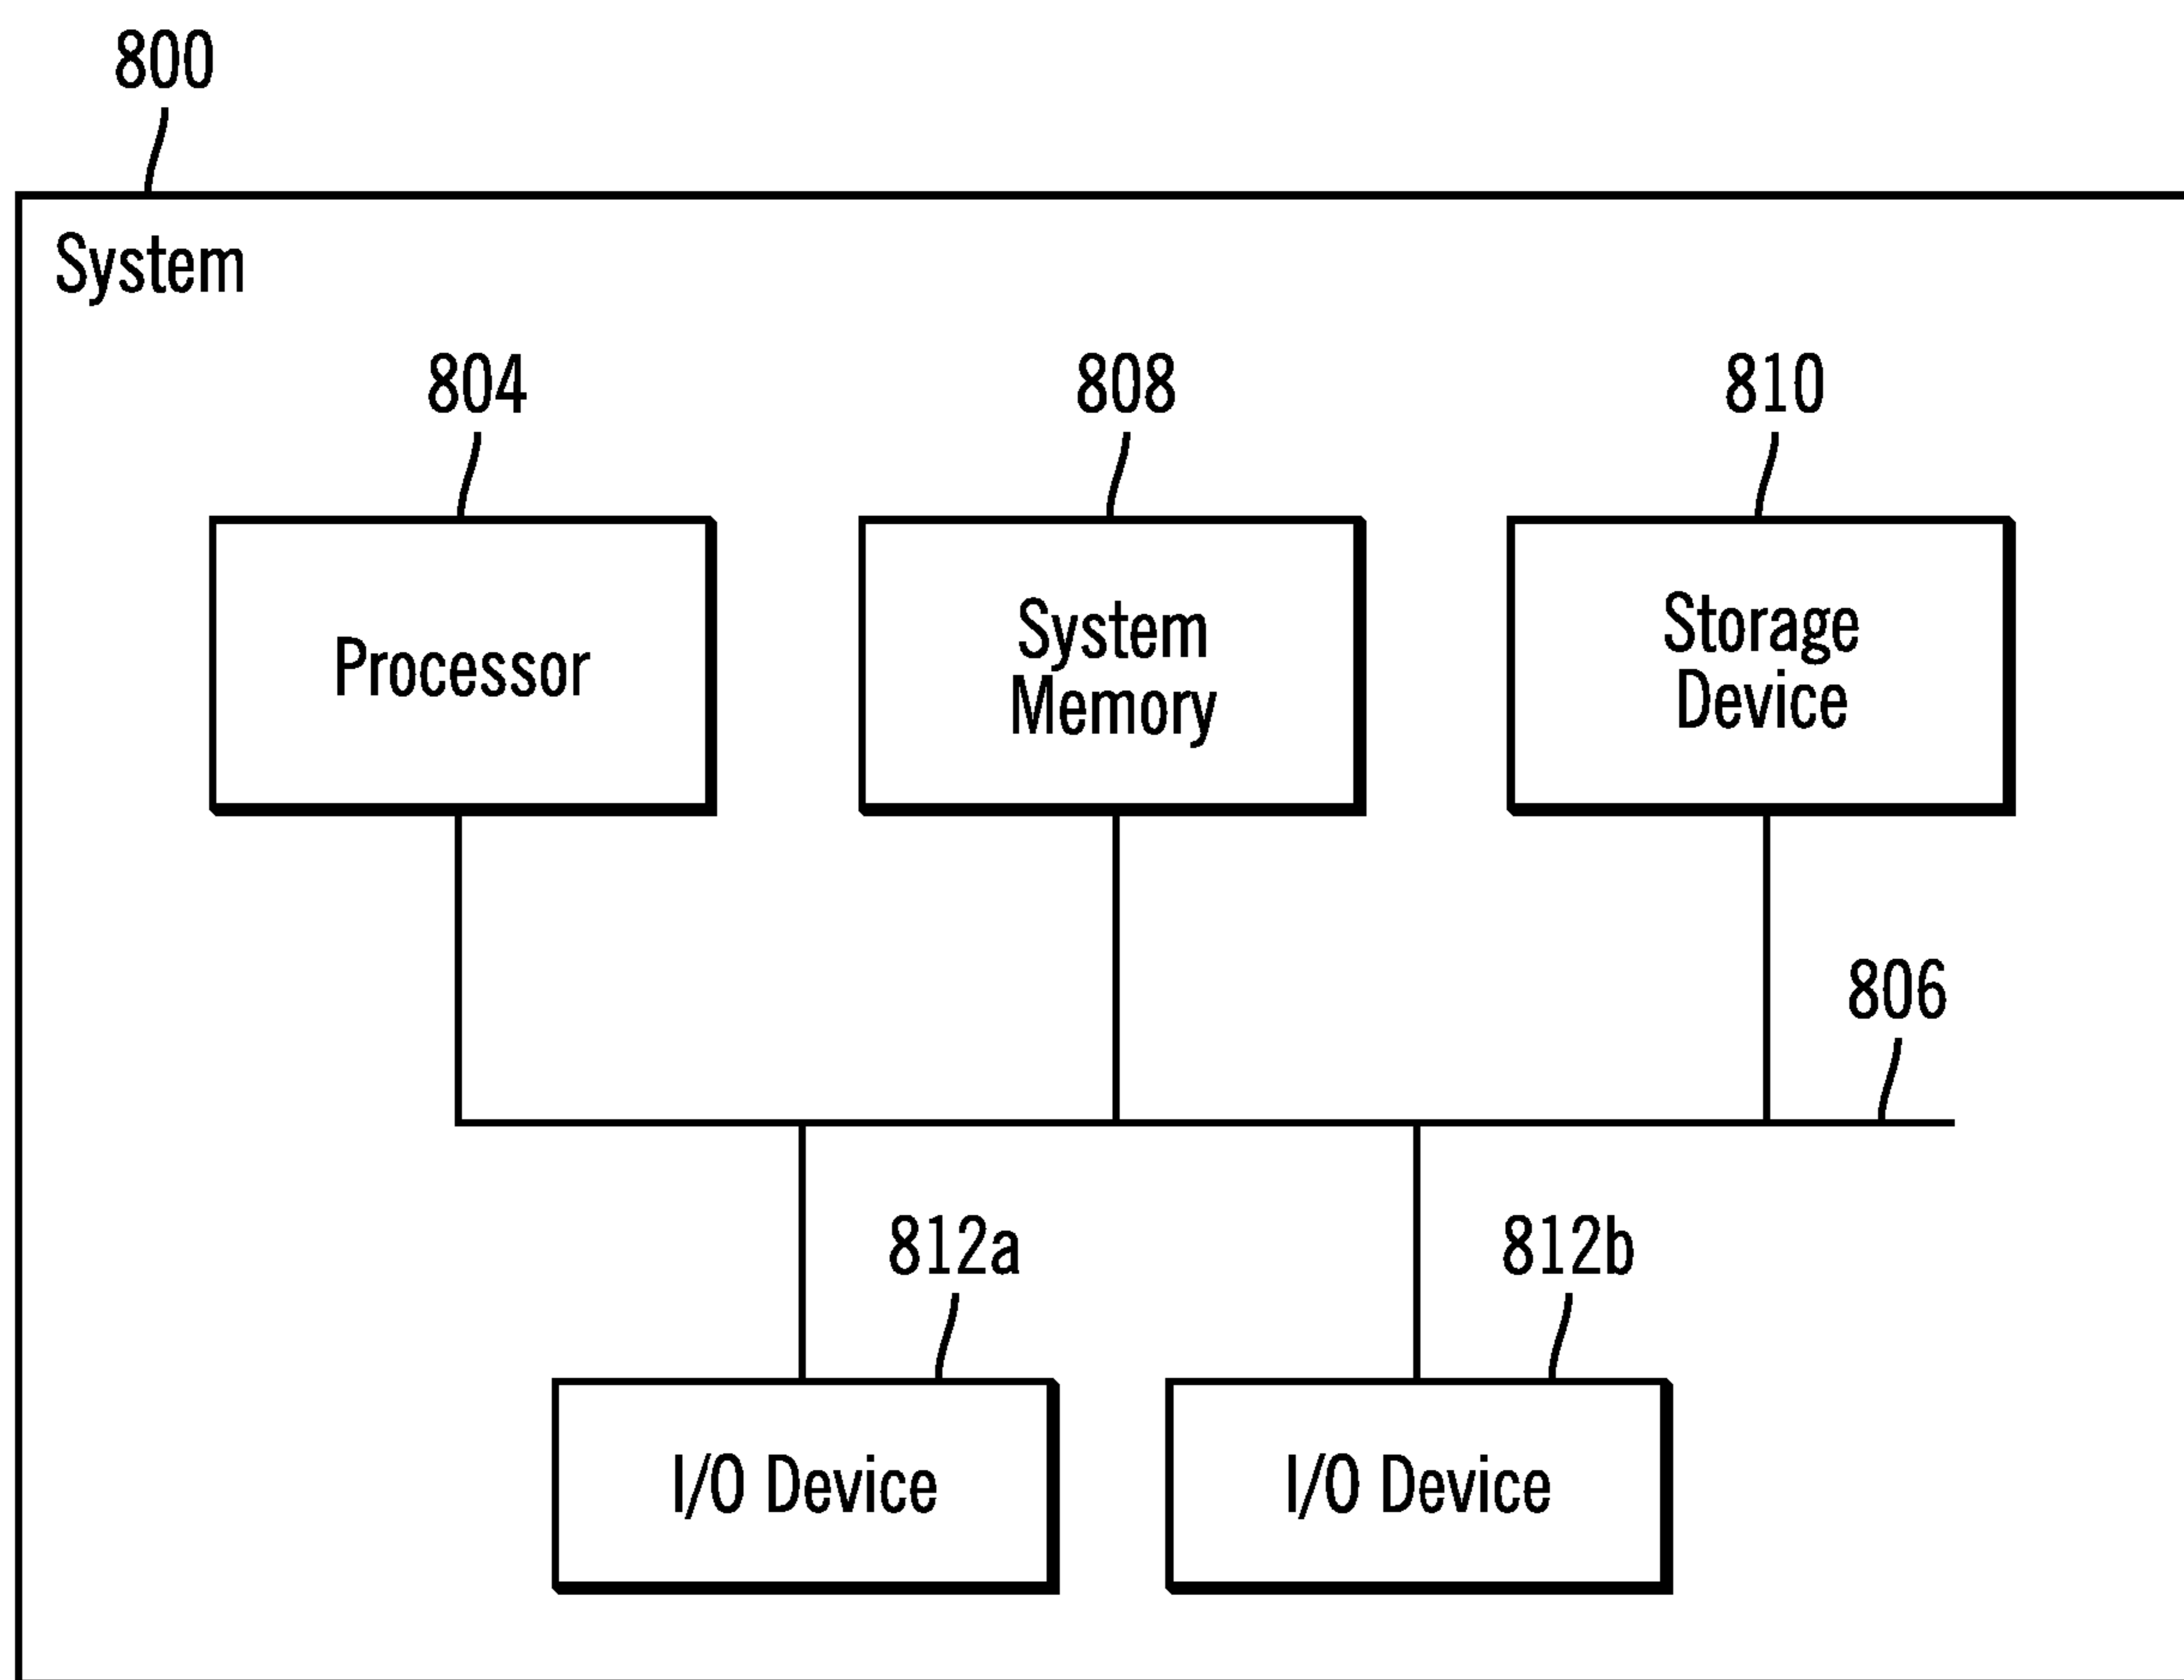 800
System
804
808
810
Processor
System
Memory
Storage
Device
806
812a
812b
I/O Device
I/O Device